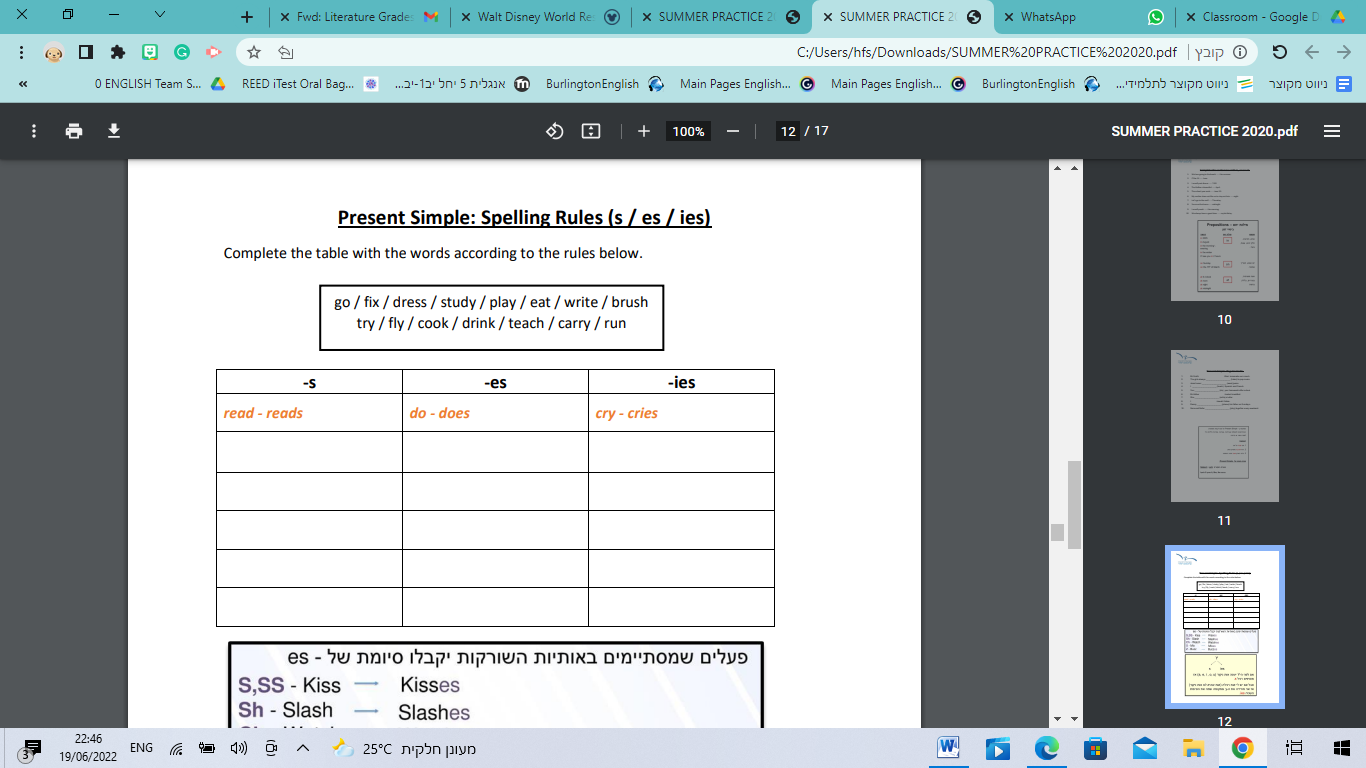 Fwd: Literature Grades
Walt Disney World Re
SUMMER PRACTICE 2
SUMMER PRACTICE 2
WhatsApp
Classroom - Google D
C:/Users/hfs/Downloads/SUMMER%20PRACTICE%202020.pdf | קובץ
0 ENGLISH Team S...
REED iTest Oral Bag...
אנגלית 5 יחל יב1-יב...
BurlingtonEnglish
Main Pages English...
Main Pages English...
BurlingtonEnglish
ניווט מקוצר לתלמידי...
ניווט מקוצר
100%
12 / 17
SUMMER PRACTICE 2020.pdf
Present Simple: Spelling Rules (s / es / ies)
Complete the table with the words according to the rules below.
go / fix / dress / study / play / eat / write / brush
try / fly / cook / drink / teach / carry / run
-s -es -ies
read - reads do - does cry - cries
פעלים שמסתיימים באותיות השורקות יקבלו סיומת של - es
S,SS - Kiss Kisses
Sh - Slash Slashes
10
11
12
3
22:46
19/06/2022
ENG
25°C מעונן חלקית